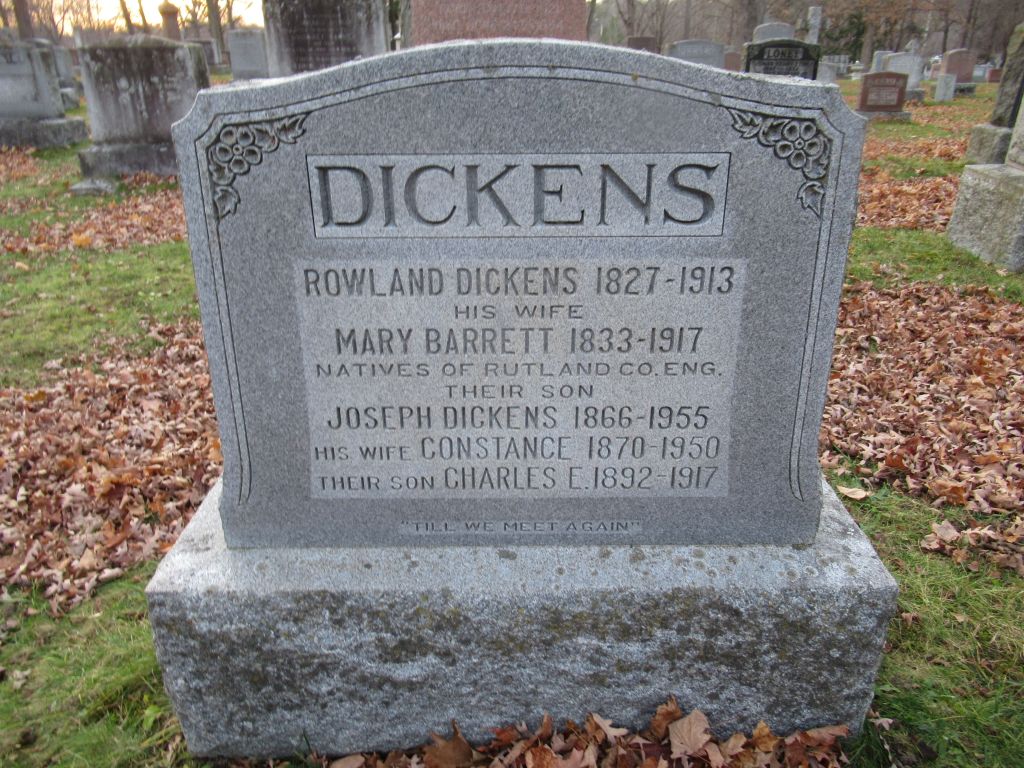 DICKENS
ROWLAND DICKENS 1827-1913
HIS WIFE
MARY BARRETT 1833-1917
NATIVES OF RUTLAND CO. ENG.
THEIR SON
JOSEPH DICKENS 1866-1955
HIS WIFE CONSTANCE 1870-1950
THEIR SON CHARLES E. 1892-1917
"TILL WE MEET AGAIN"